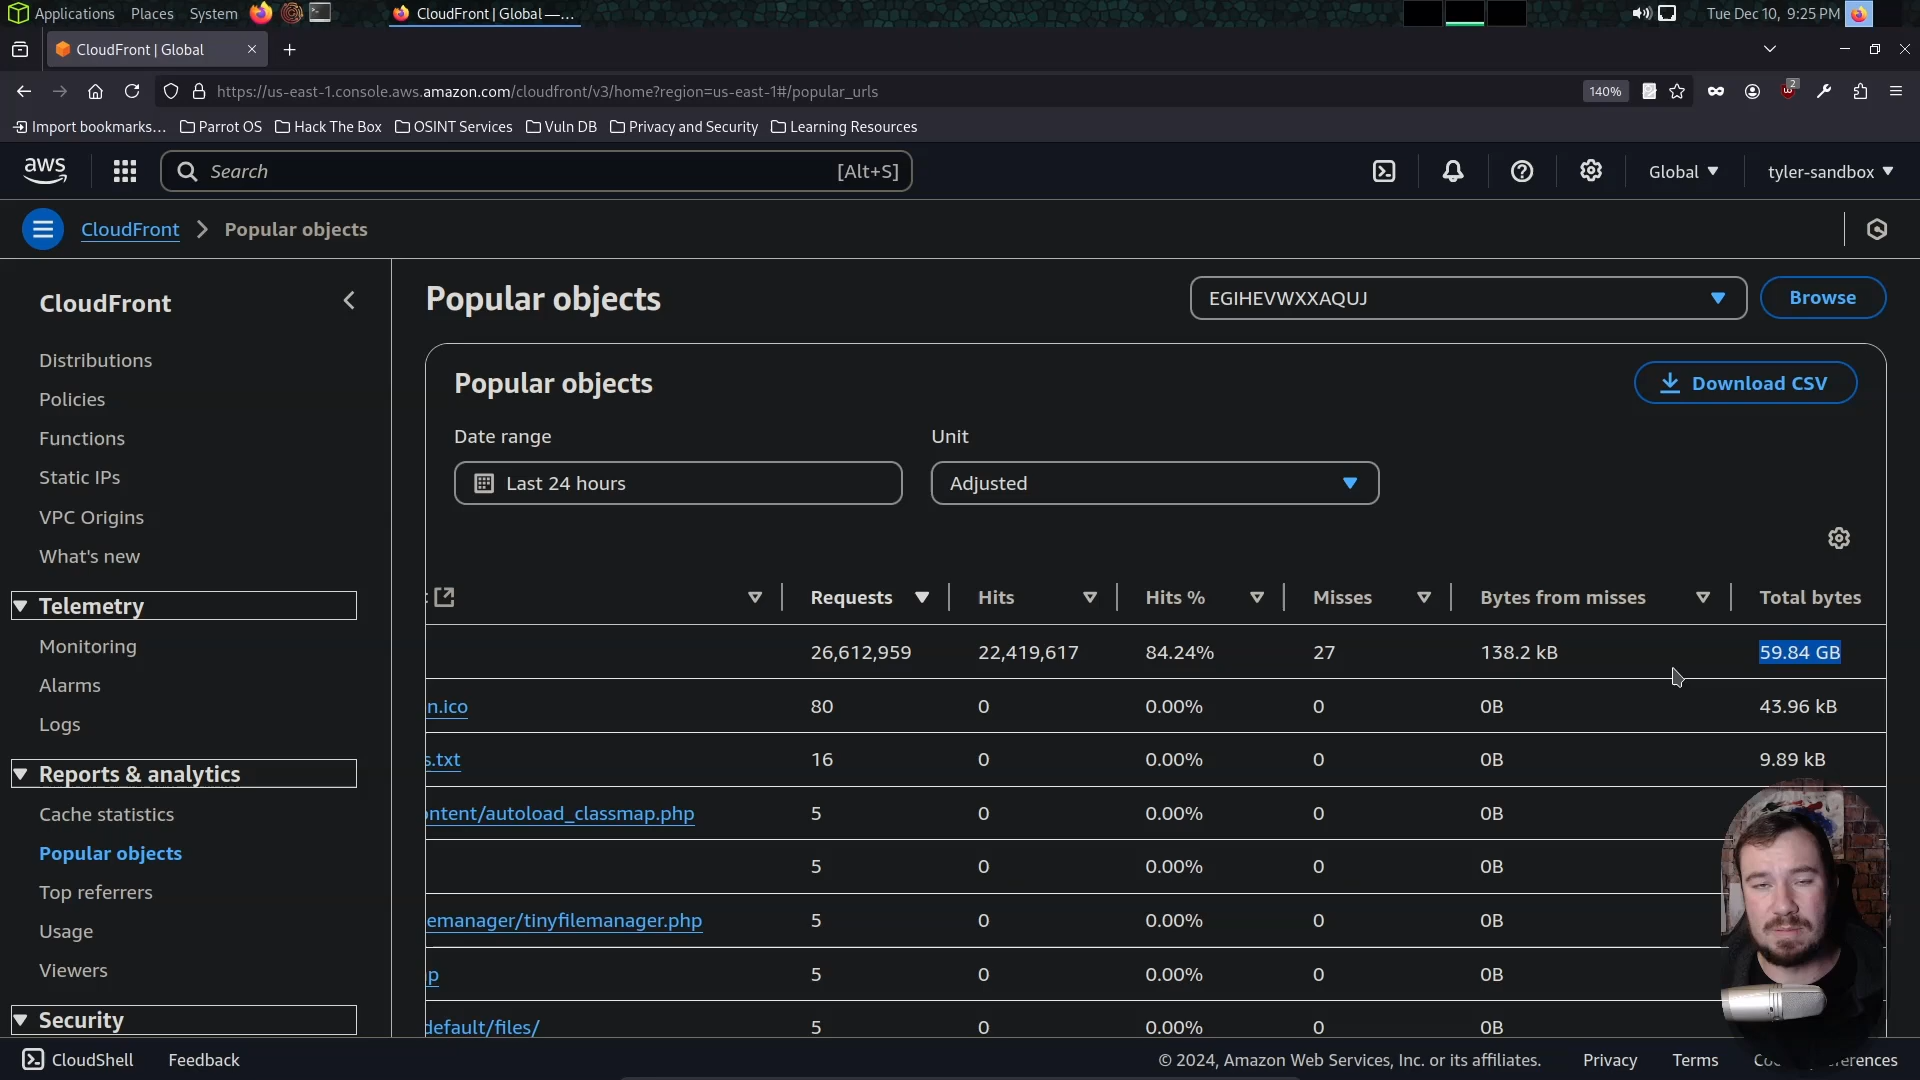 Applications Places System CloudFront | Global —... Tue Dec 10, 9:25 PM
CloudFront | Global
https://us-east-1.console.aws.amazon.com/cloudfront/v3/home?region=us-east-1#/popular_urls 140% 2
Import bookmarks... Parrot OS Hack The Box OSINT Services Vuln DB Privacy and Security Learning Resources
aws Search [Alt+S] Global tyler-sandbox
CloudFront Popular objects
CloudFront
Distributions
Policies
Functions
Static IPs
VPC Origins
What's new
Telemetry
Monitoring
Alarms
Logs
Reports & analytics
Cache statistics
Popular objects
Top referrers
Usage
Viewers
Security
Popular objects EGIHEVWXXAQUJ Browse
Popular objects Download CSV
Date range Unit
Last 24 hours Adjusted
Requests Hits Hits % Misses Bytes from misses Total bytes
26,612,959 22,419,617 84.24% 27 138.2 kB 59.84 GB
n.ico 80 0 0.00% 0 0B 43.96 kB
s.txt 16 0 0.00% 0 0B 9.89 kB
ontent/autoload_classmap.php 5 0 0.00% 0 0B
5 0 0.00% 0 0B
emanager/tinyfilemanager.php 5 0 0.00% 0 0B
p 5 0 0.00% 0 0B
default/files/ 5 0 0.00% 0 0B
CloudShell Feedback © 2024, Amazon Web Services, Inc. or its affiliates. Privacy Terms